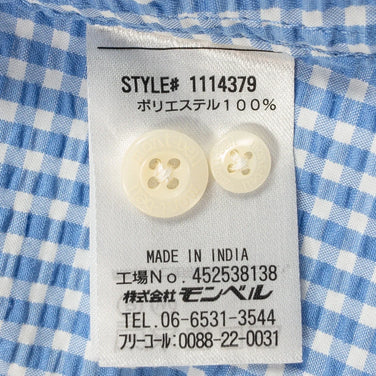 STYLE# 1114379
ポリエステル100%
MADE IN INDIA
工場No. 452538138
株式会社モンベル
TEL.06-6531-3544
フリーコール:0088-22-0031